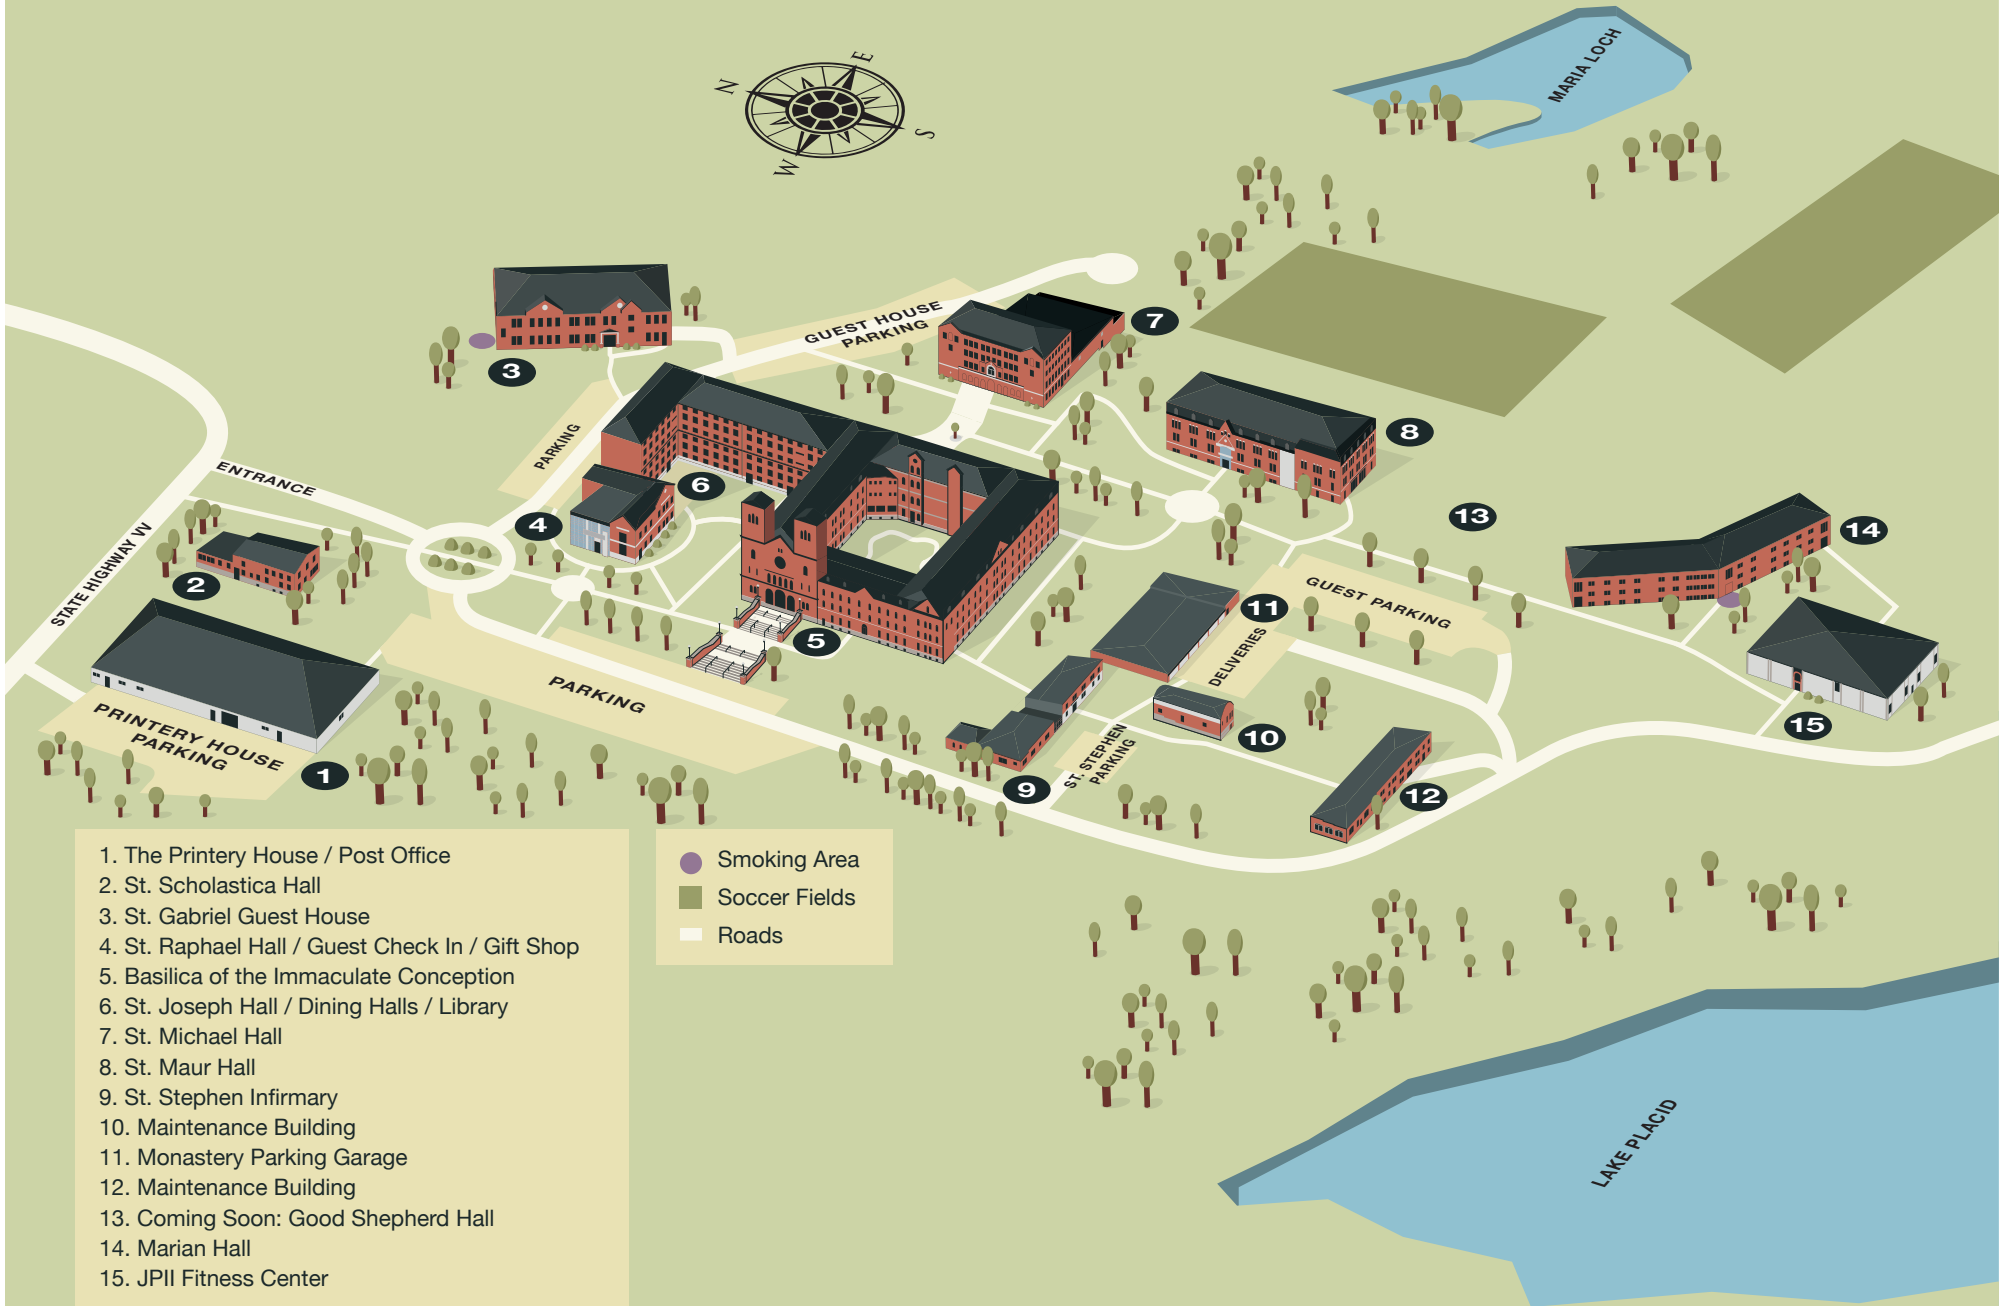 N
E
S
W
MARIA LOCH
GUEST HOUSE
PARKING
7
3
PARKING
8
ENTRANCE
6
4
13
14
STATE HIGHWAY VV
2
GUEST PARKING
11
5
DELIVERIES
PARKING
15
PRINTERY HOUSE
PARKING
1
10
ST. STEPHEN
PARKING
9
12
1. The Printery House / Post Office
2. St. Scholastica Hall
3. St. Gabriel Guest House
4. St. Raphael Hall / Guest Check In / Gift Shop
5. Basilica of the Immaculate Conception
6. St. Joseph Hall / Dining Halls / Library
7. St. Michael Hall
8. St. Maur Hall
9. St. Stephen Infirmary
10. Maintenance Building
11. Monastery Parking Garage
12. Maintenance Building
13. Coming Soon: Good Shepherd Hall
14. Marian Hall
15. JPII Fitness Center
Smoking Area
Soccer Fields
Roads
LAKE PLACID